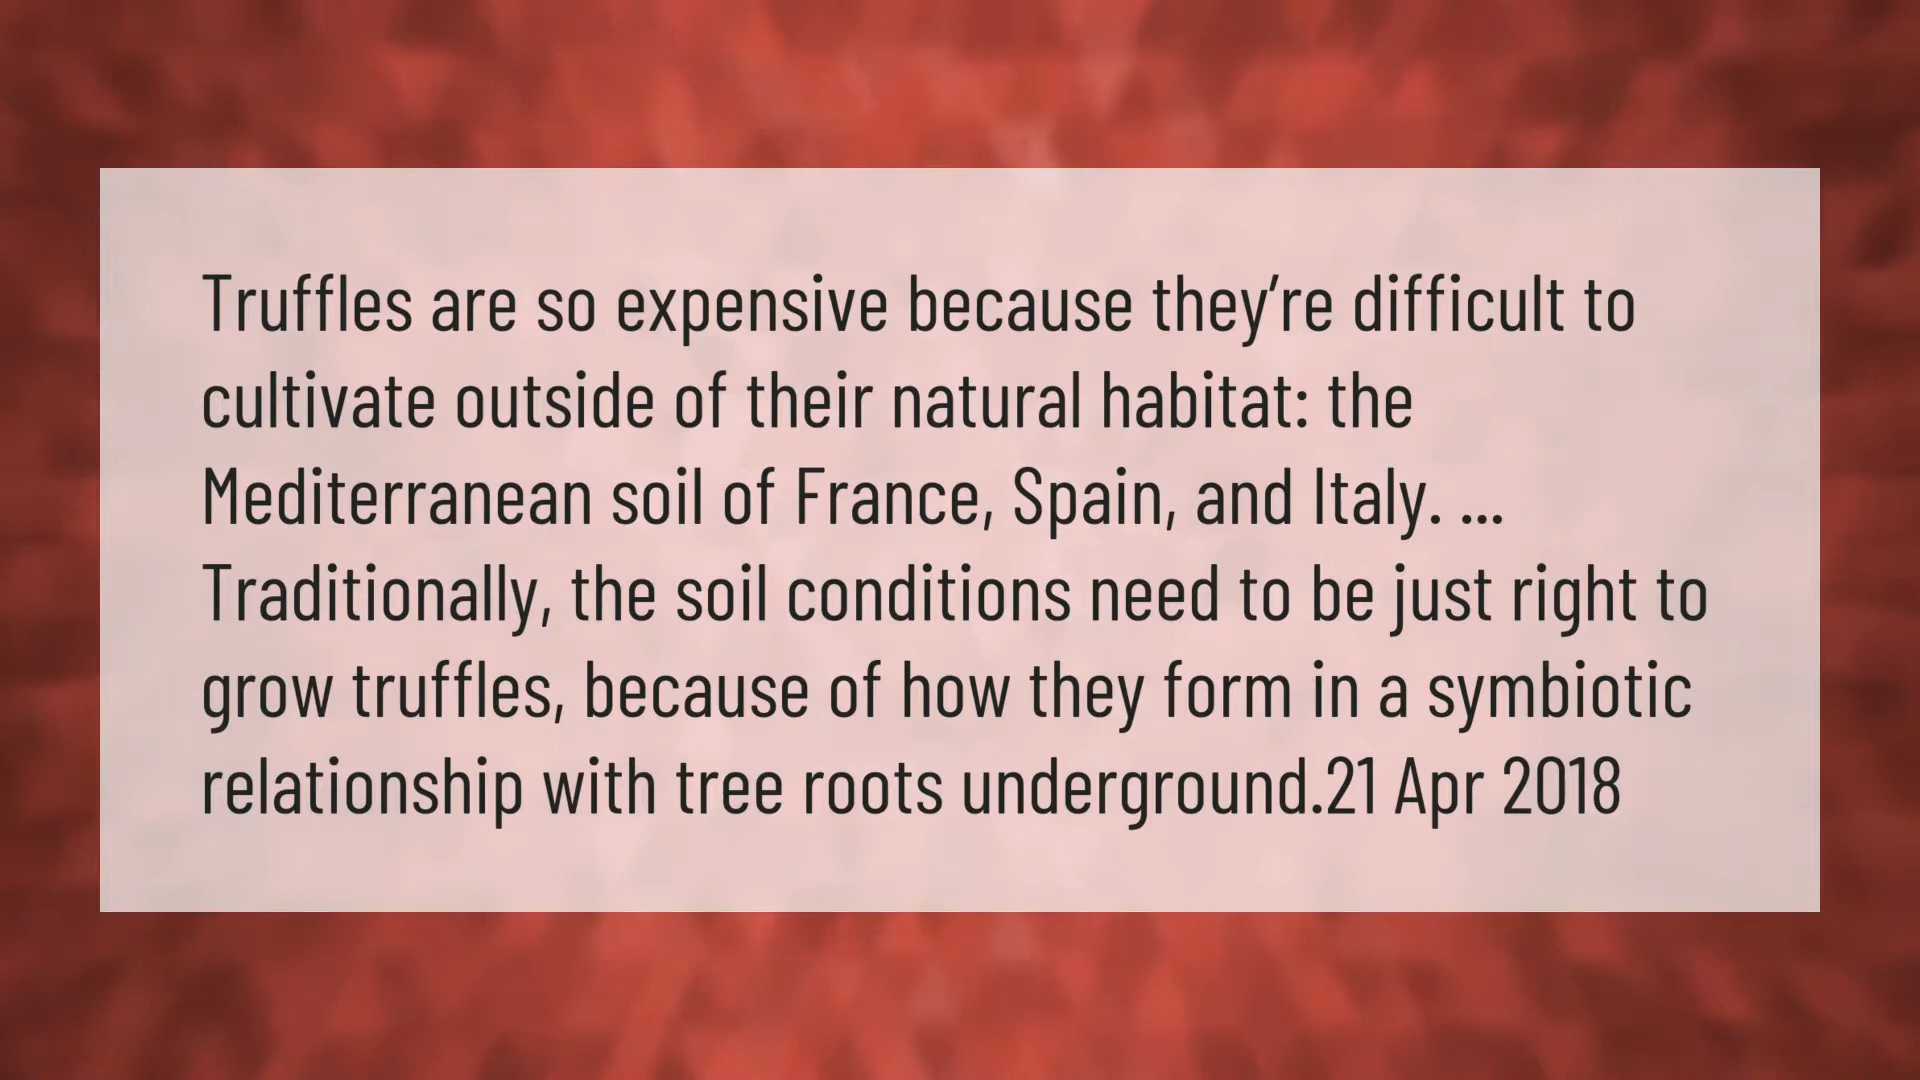 Truffles are so expensive because they’re difficult to
cultivate outside of their natural habitat: the
Mediterranean soil of France, Spain, and Italy. ...
Traditionally, the soil conditions need to be just right to
grow truffles, because of how they form in a symbiotic
relationship with tree roots underground.21 Apr 2018